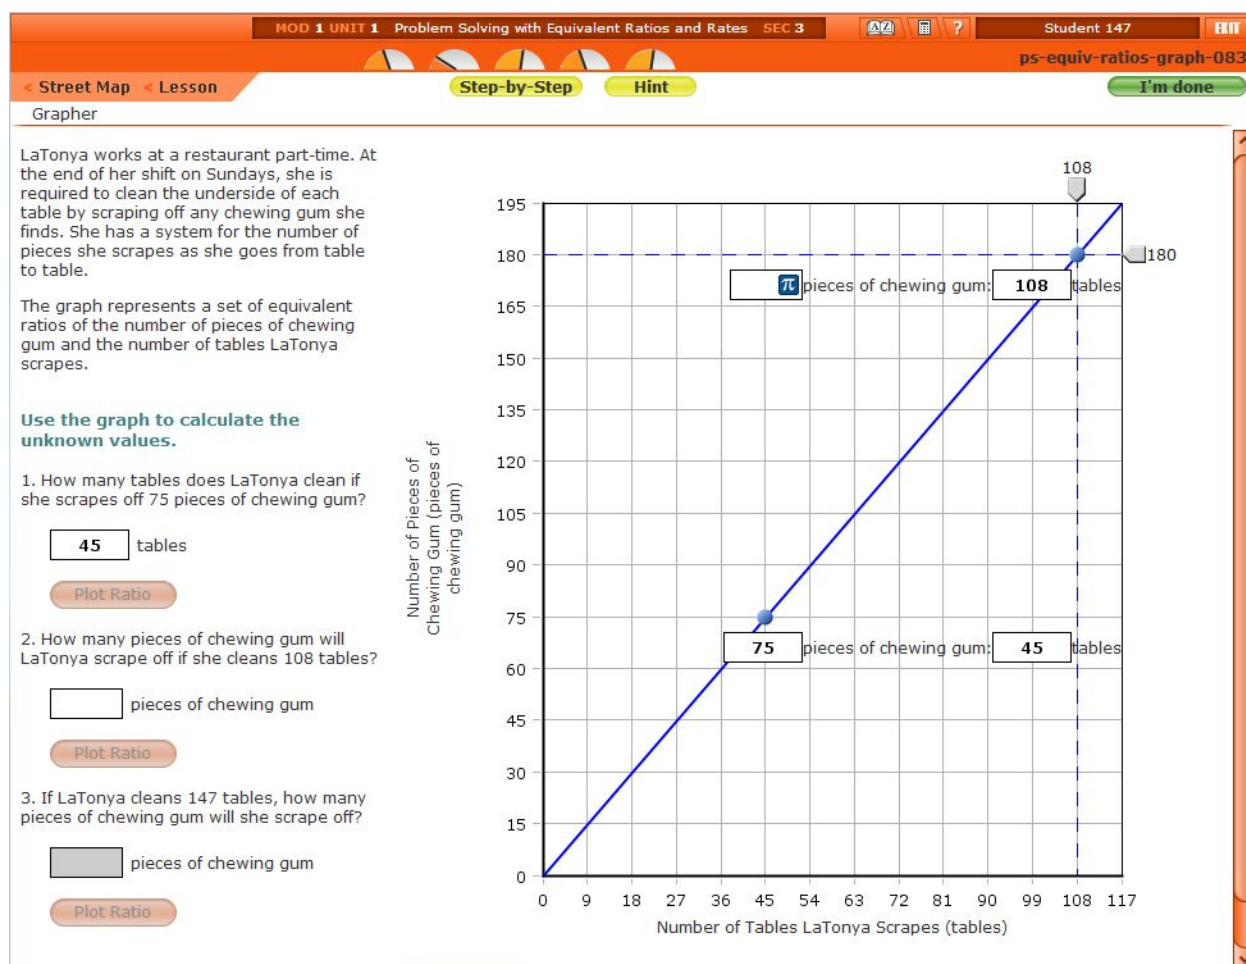 MOD 1 UNIT 1 Problem Solving with Equivalent Ratios and Rates SEC 3
AZ
?
Student 147
EXIT
ps-equiv-ratios-graph-083
< Street Map < Lesson
Step-by-Step
Hint
I'm done
Grapher
LaTonya works at a restaurant part-time. At
the end of her shift on Sundays, she is
required to clean the underside of each
table by scraping off any chewing gum she
finds. She has a system for the number of
pieces she scrapes as she goes from table
to table.
The graph represents a set of equivalent
ratios of the number of pieces of chewing
gum and the number of tables LaTonya
scrapes.
Use the graph to calculate the
unknown values.
1. How many tables does LaTonya clean if
she scrapes off 75 pieces of chewing gum?
45 tables
Plot Ratio
2. How many pieces of chewing gum will
LaTonya scrape off if she cleans 108 tables?
pieces of chewing gum
Plot Ratio
3. If LaTonya cleans 147 tables, how many
pieces of chewing gum will she scrape off?
pieces of chewing gum
Plot Ratio
Number of Pieces of
Chewing Gum (pieces of
chewing gum)
108
195
180
180
π pieces of chewing gum: 108 tables
165
150
135
120
105
90
75
75 pieces of chewing gum: 45 tables
60
45
30
15
0
0 9 18 27 36 45 54 63 72 81 90 99 108 117
Number of Tables LaTonya Scrapes (tables)